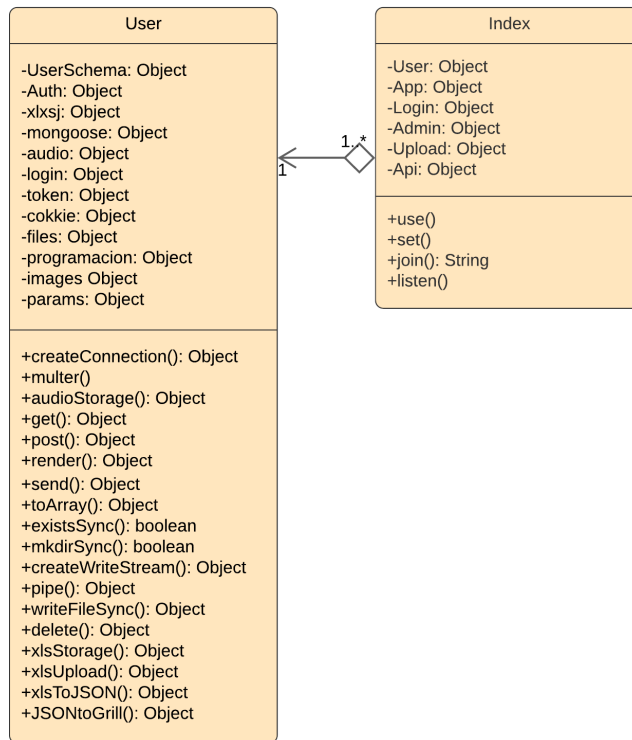 User
-UserSchema: Object
-Auth: Object
-xlxsj: Object
-mongoose: Object
-audio: Object
-login: Object
-token: Object
-cokkie: Object
-files: Object
-programacion: Object
-images Object
-params: Object
+createConnection(): Object
+multer()
+audioStorage(): Object
+get(): Object
+post(): Object
+render(): Object
+send(): Object
+toArray(): Object
+existsSync(): boolean
+mkdirSync(): boolean
+createWriteStream(): Object
+pipe(): Object
+writeFileSync(): Object
+delete(): Object
+xlsStorage(): Object
+xlsUpload(): Object
+xlsToJSON(): Object
+JSONtoGrill(): Object
1
1..*
Index
-User: Object
-App: Object
-Login: Object
-Admin: Object
-Upload: Object
-Api: Object
+use()
+set()
+join(): String
+listen()